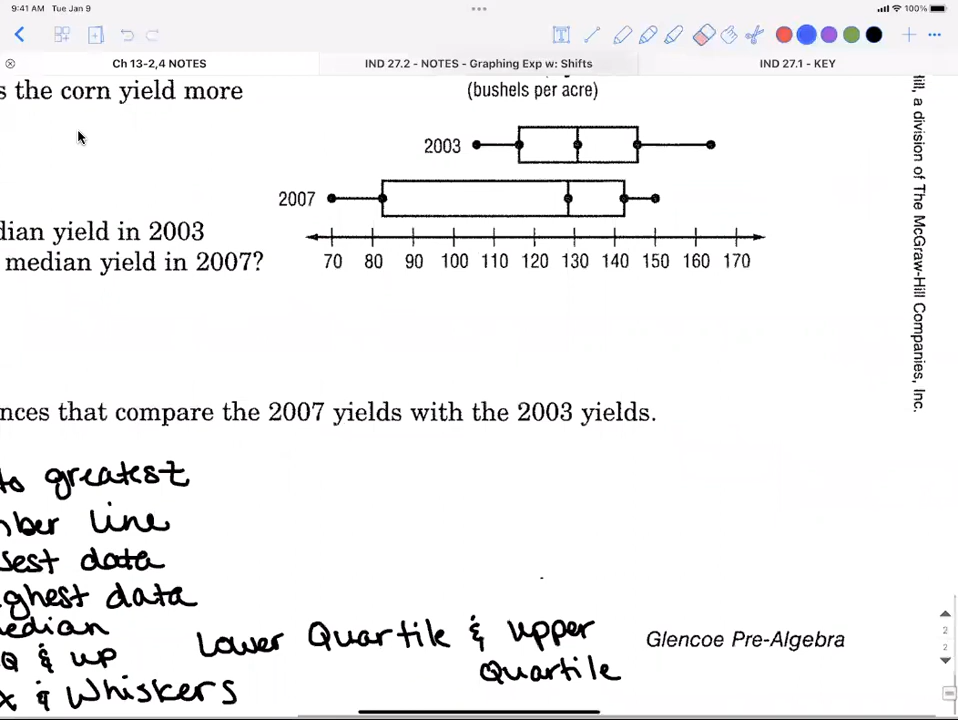 9:41 AM Tue Jan 9
100%
Ch 13-2,4 NOTES
IND 27.2 - NOTES - Graphing Exp w: Shifts
IND 27.1 - KEY
s the corn yield more
(bushels per acre)
2003
2007
dian yield in 2003
median yield in 2007?
70 80 90 100 110 120 130 140 150 160 170
ill, a division of The McGraw-Hill Companies, Inc.
nces that compare the 2007 yields with the 2003 yields.
to greatest
nber line
sest data
ghest data
edian
Q & up
x & Whiskers
Lower Quartile & upper
Quartile
Glencoe Pre-Algebra
2
2